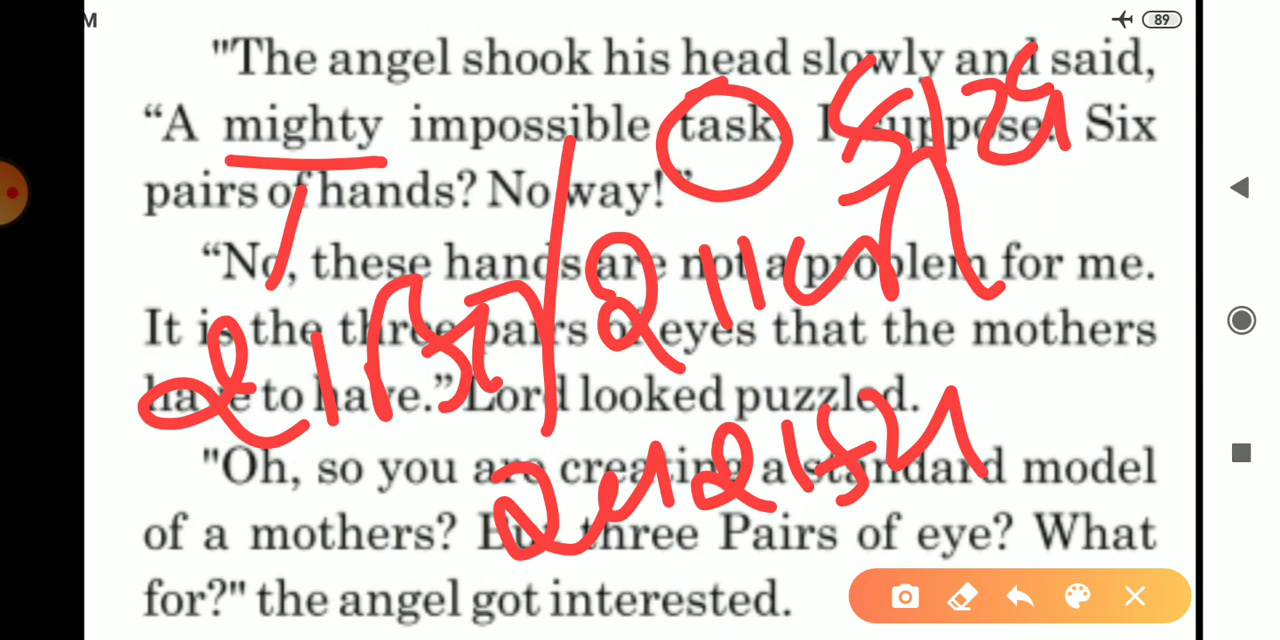 M 89
"The angel shook his head slowly and said,
“A mighty impossible task. I suppose. Six
pairs of hands? No way!”
“No, these hands are not a problem for me.
It is the three pairs of eyes that the mothers
have to have.” Lord looked puzzled.
"Oh, so you are creating a standard model
of a mothers? But three Pairs of eye? What
for?" the angel got interested.